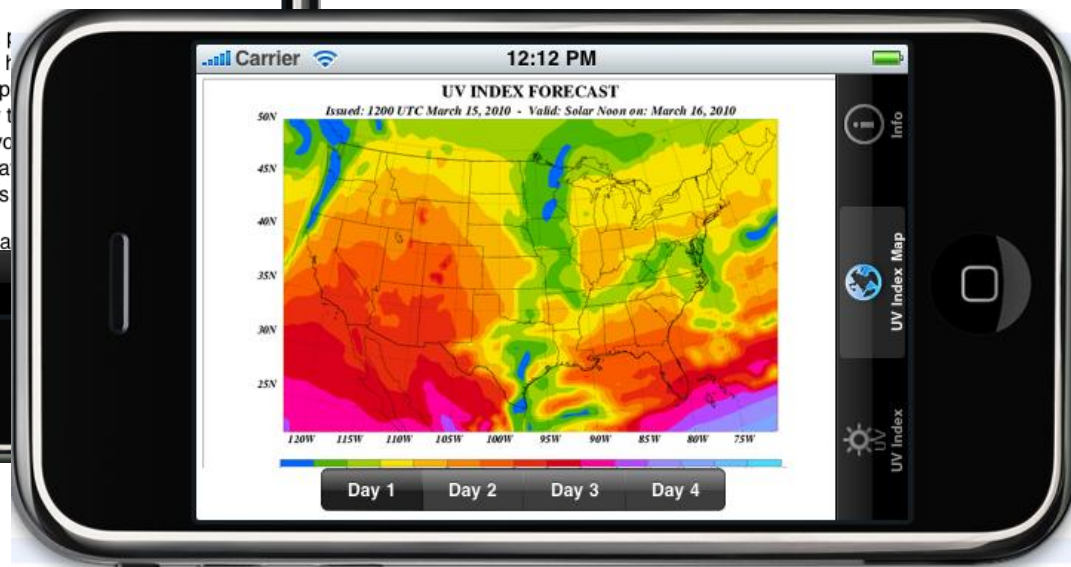 Carrier 12:12 PM
UV INDEX FORECAST
Issued: 1200 UTC March 15, 2010 - Valid: Solar Noon on: March 16, 2010
50N
45N
40N
35N
30N
25N
120W 115W 110W 105W 100W 95W 90W 85W 80W 75W
Day 1 Day 2 Day 3 Day 4
Info
UV Index Map
UV
UV Index